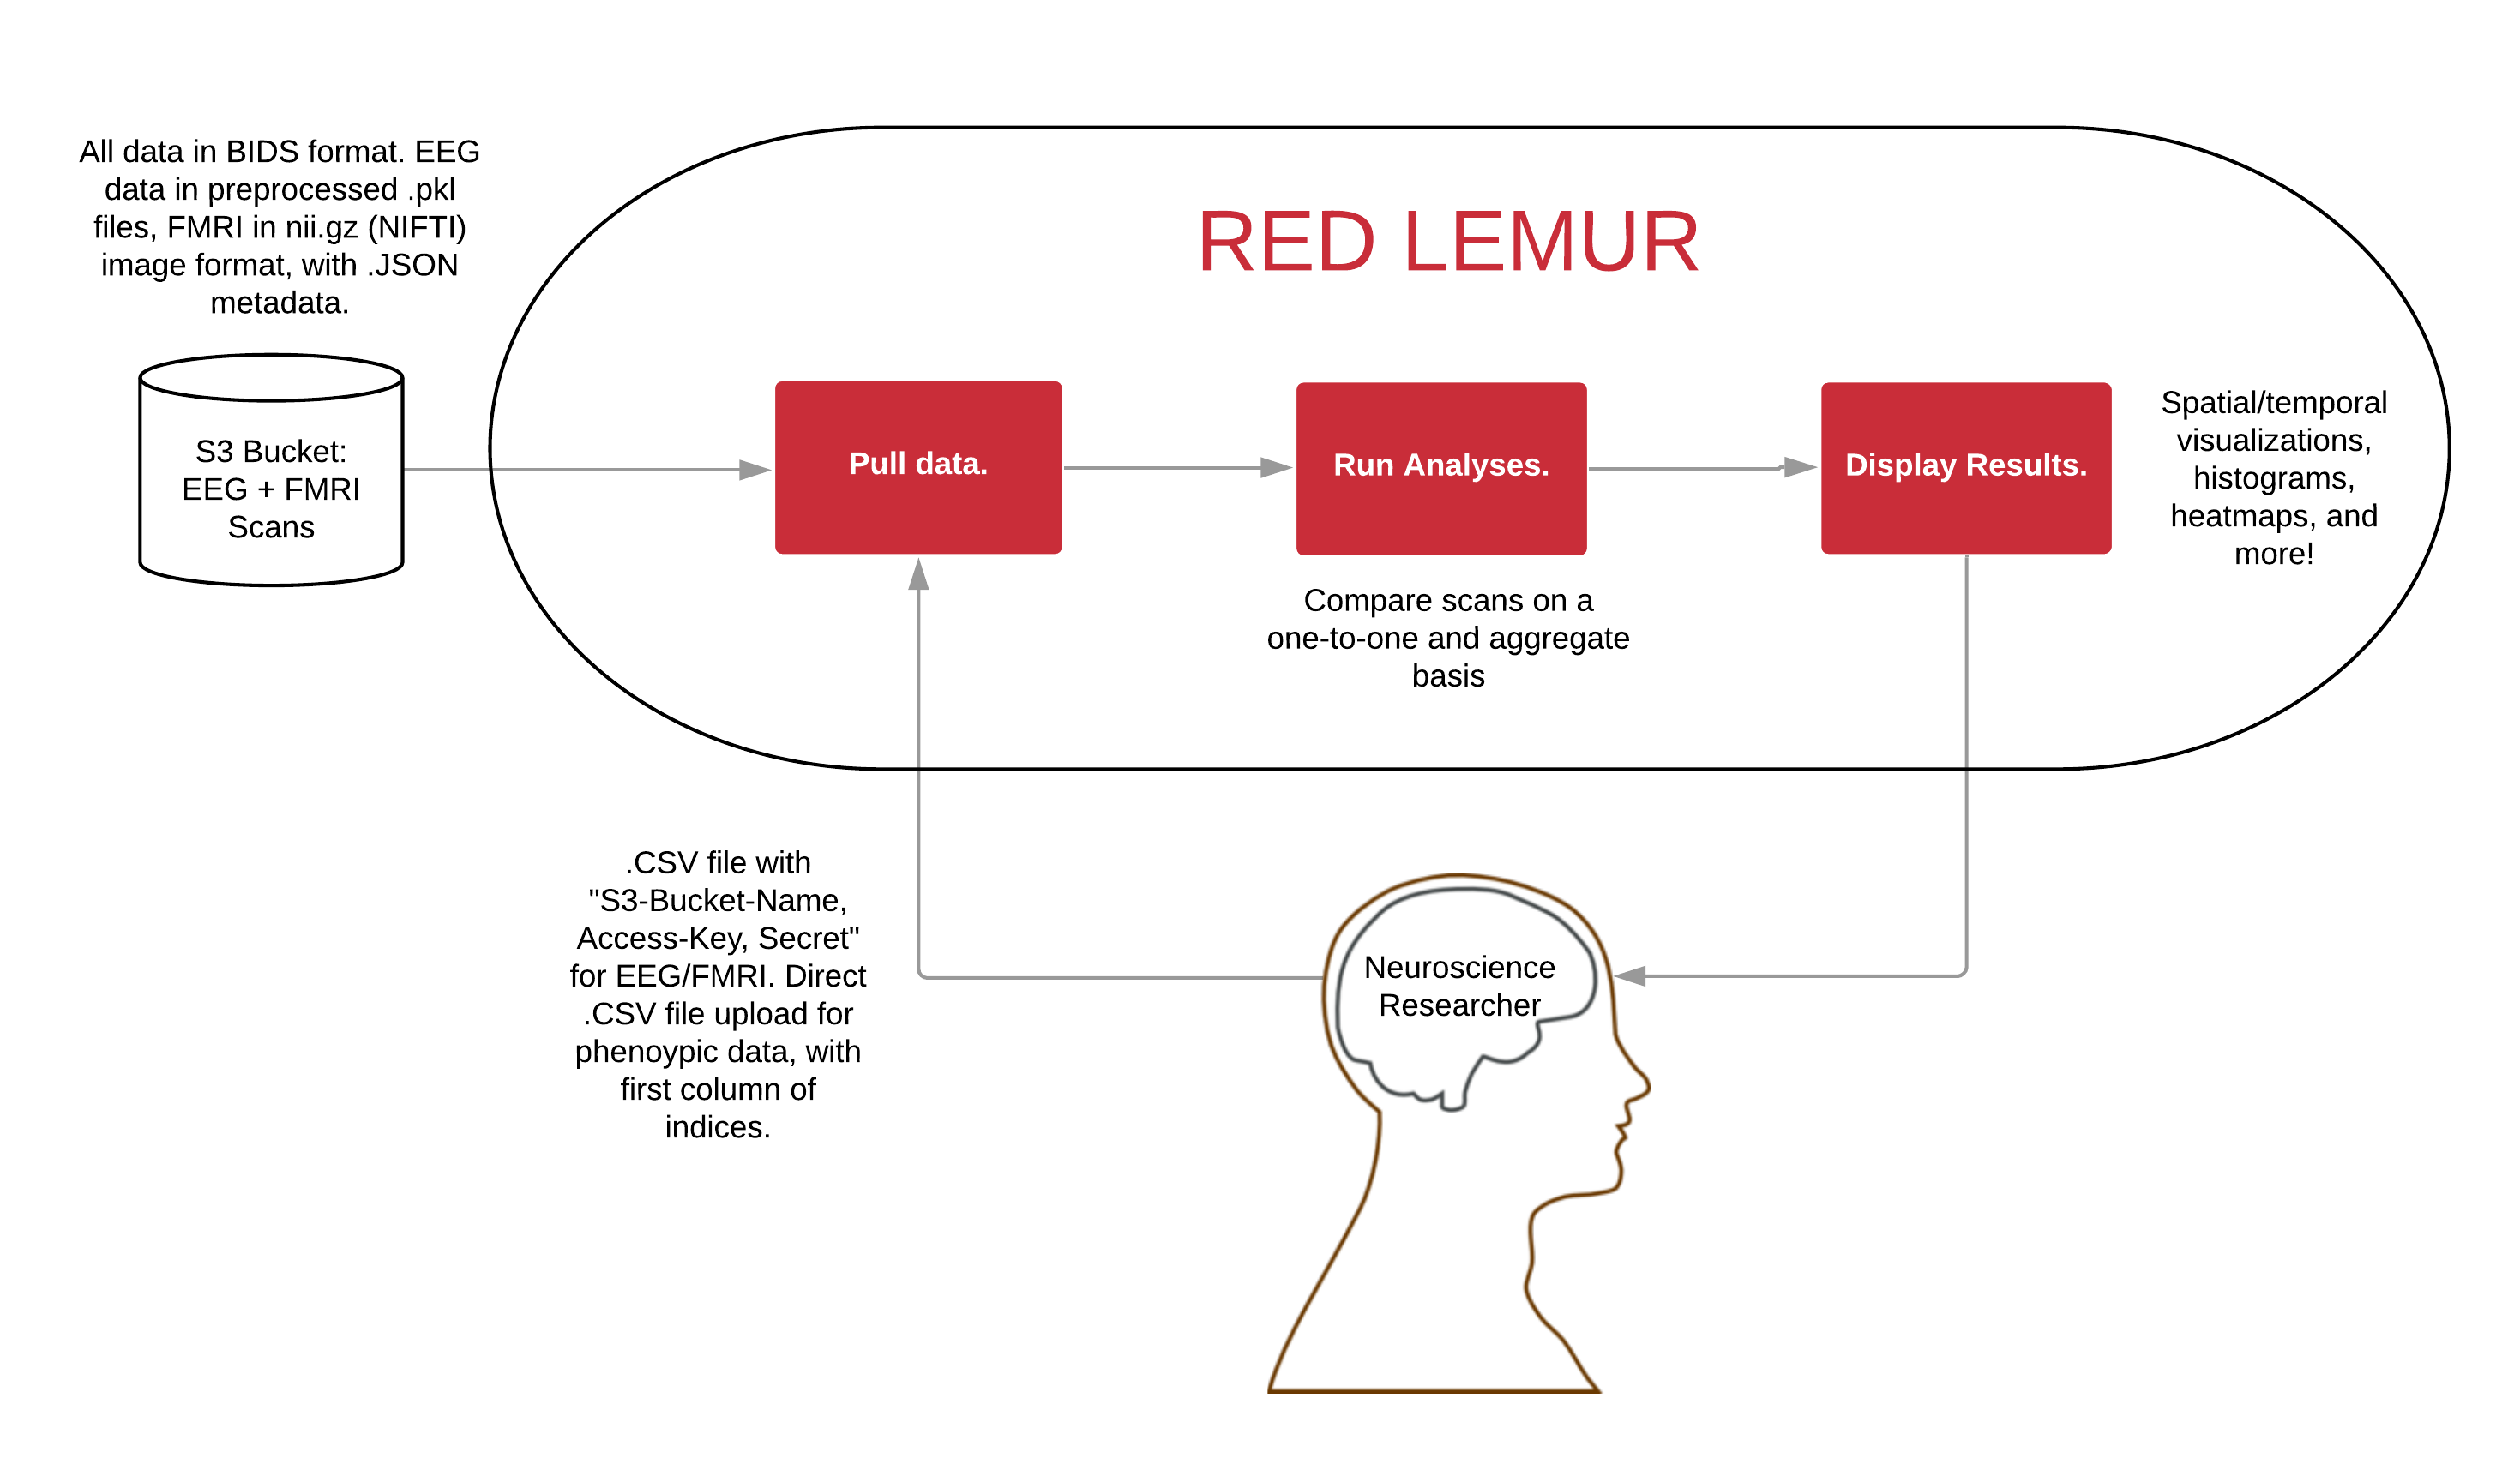 All data in BIDS format. EEG
data in preprocessed .pkl
files, FMRI in nii.gz (NIFTI)
image format, with .JSON
metadata.
S3 Bucket:
EEG + FMRI
Scans
RED LEMUR
Pull data.
Run Analyses.
Display Results.
Spatial/temporal
visualizations,
histograms,
heatmaps, and
more!
Compare scans on a
one-to-one and aggregate
basis
.CSV file with
"S3-Bucket-Name,
Access-Key, Secret"
for EEG/FMRI. Direct
.CSV file upload for
phenoypic data, with
first column of
indices.
Neuroscience
Researcher